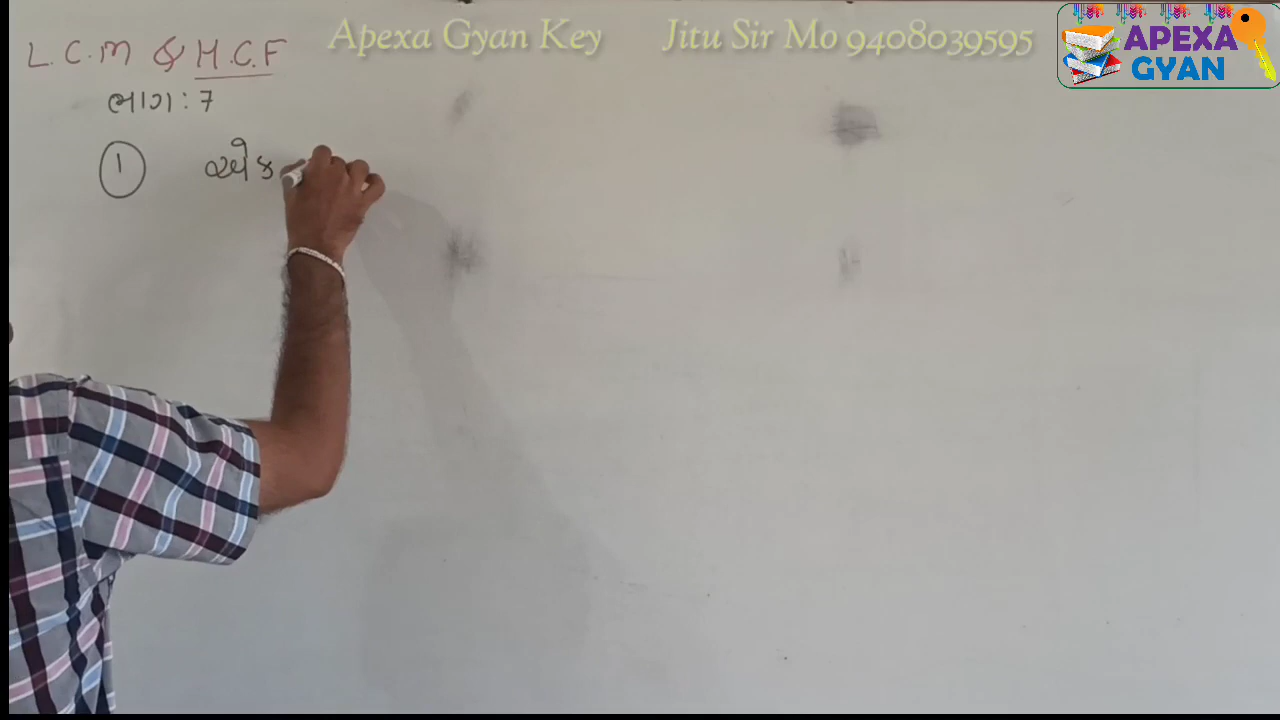 Apexa Gyan Key Jitu Sir Mo 9408039595
APEXA
GYAN
L.C.M & H.C.F
ભાગ : 7
1 એક